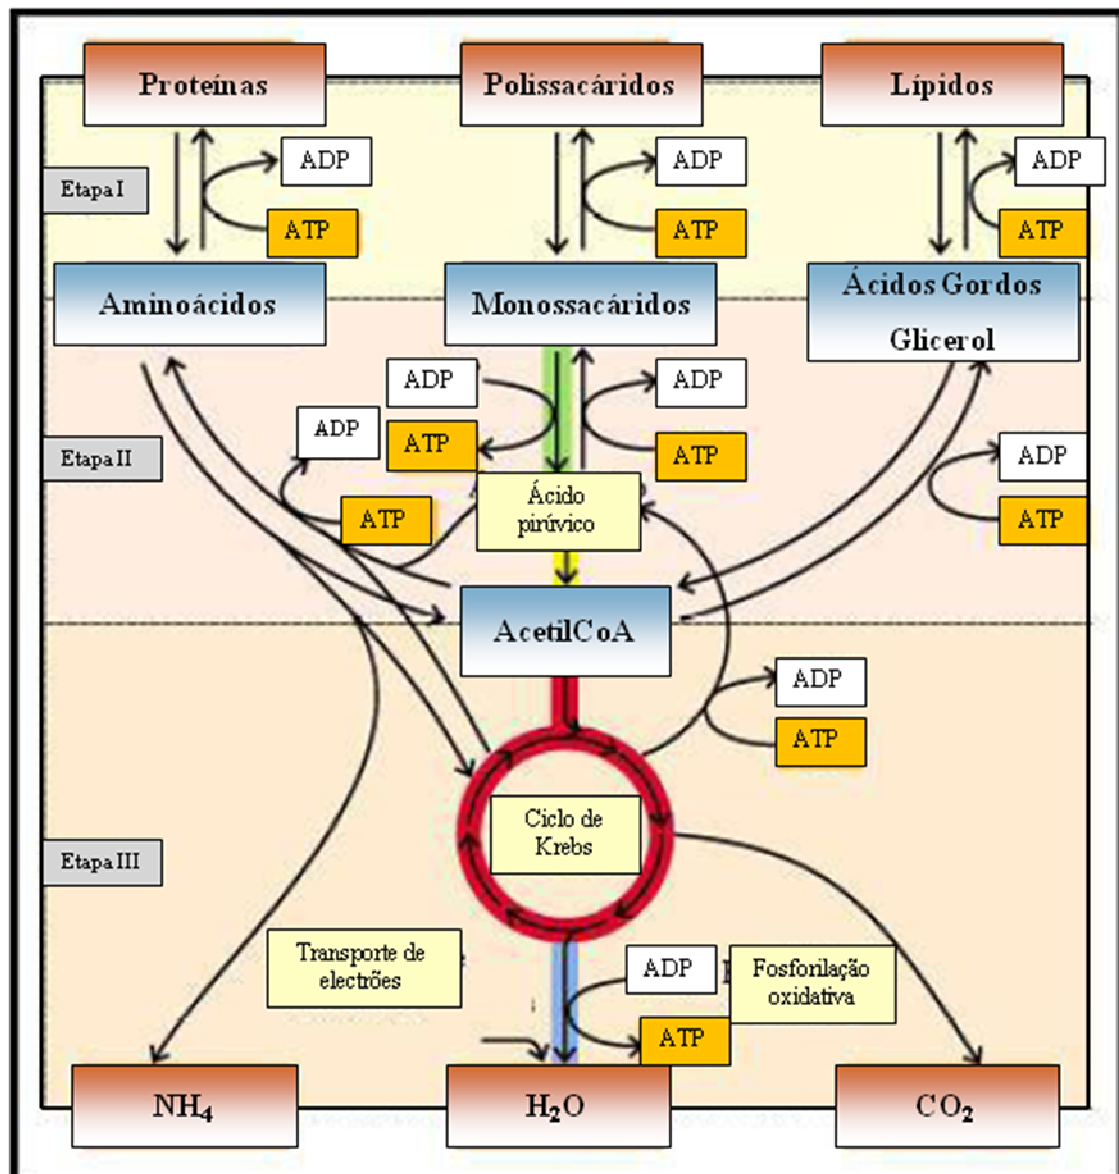 Proteínas
Polissacáridos
Lípidos
ADP
ADP
ADP
Etapa I
ATP
ATP
ATP
Aminoácidos
Monossacáridos
Ácidos Gordos
Glicerol
ADP
ADP
ADP
ATP
Etapa II
ATP
ADP
ATP
ATP
Ácido
pirúvico
AcetilCoA
ADP
ATP
Ciclo de
Krebs
Etapa III
Transporte de
electrões
ADP
Fosforilação
oxidativa
ATP
NH₄
H₂O
CO₂